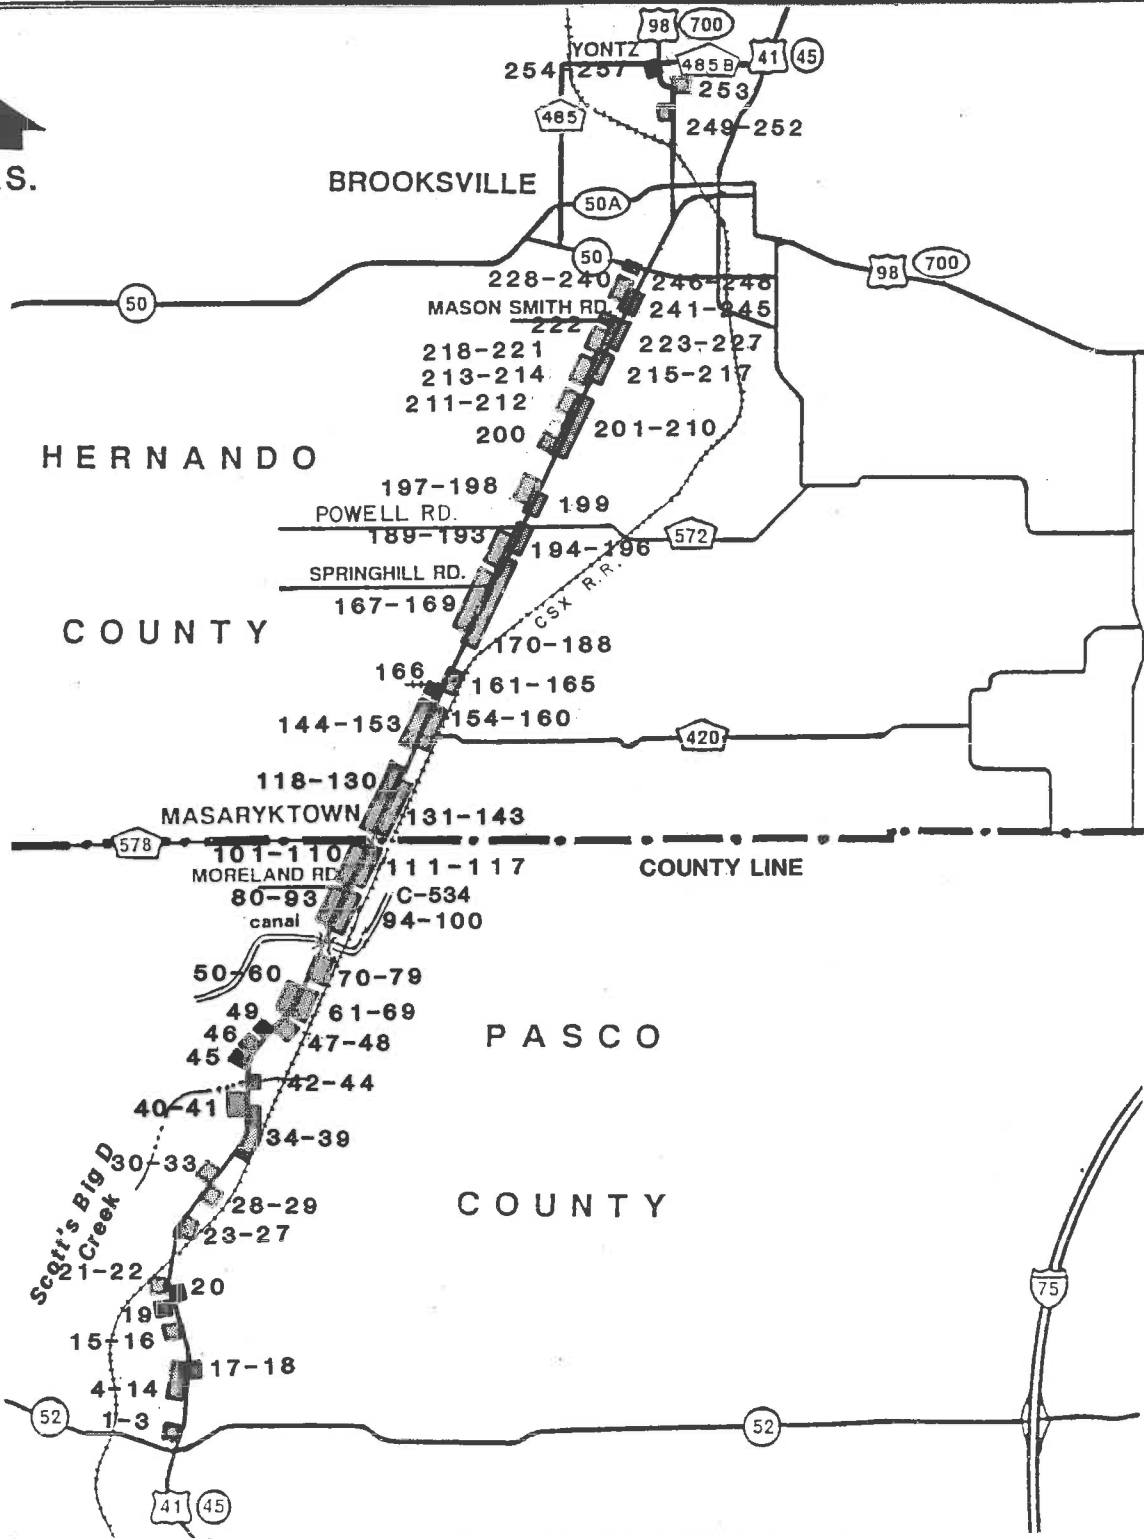 98 700
YONTZ
485B 41 45
254-257
253
485
249-252
.S.
BROOKSVILLE
50A
50
98 700
228-240 246-248
50
MASON SMITH RD. 241-245
222
218-221 223-227
213-214 215-217
211-212
200 201-210
HERNANDO
197-198 199
POWELL RD.
189-193 194-196 572
SPRINGHILL RD.
167-169
CSX R.R.
COUNTY
170-188
166 161-165
144-153 154-160
420
118-130
MASARYKTOWN 131-143
578
101-110 111-117 COUNTY LINE
MORELAND RD.
80-93 C-534
canal 94-100
50-60 70-79
49 61-69
46 47-48
45
PASCO
42-44
40-41
34-39
30-33
Scott's Big D
Creek
28-29
COUNTY
23-27
21-22 20
19
75
15-16
17-18
4-14
52 1-3 52
41 45